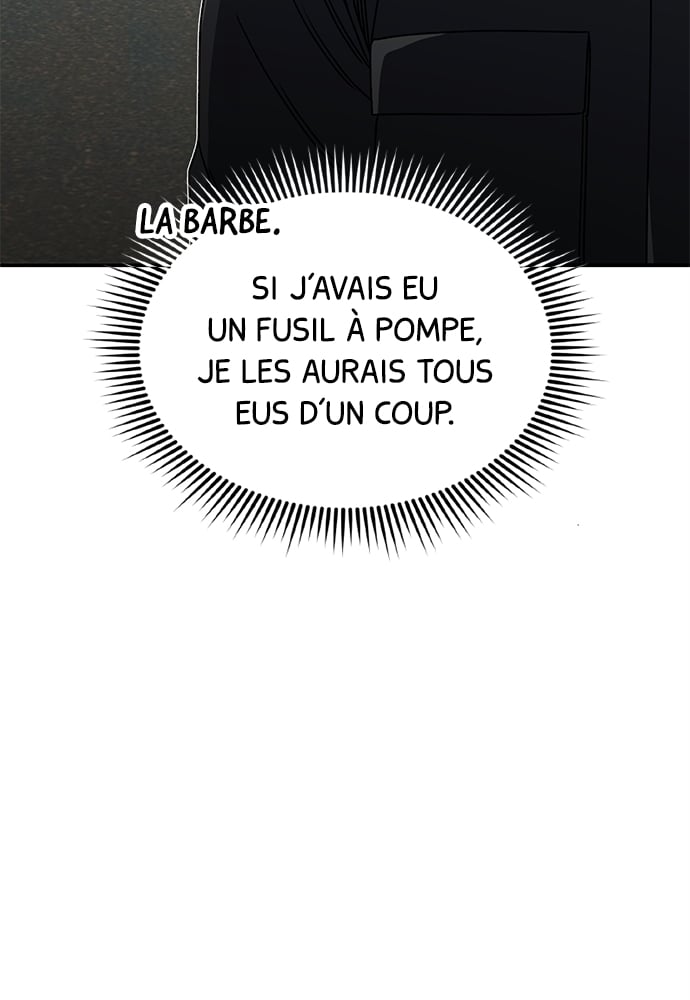 LA BARBE.
SI J'AVAIS EU
UN FUSIL À POMPE,
JE LES AURAIS TOUS
EUS D'UN COUP.